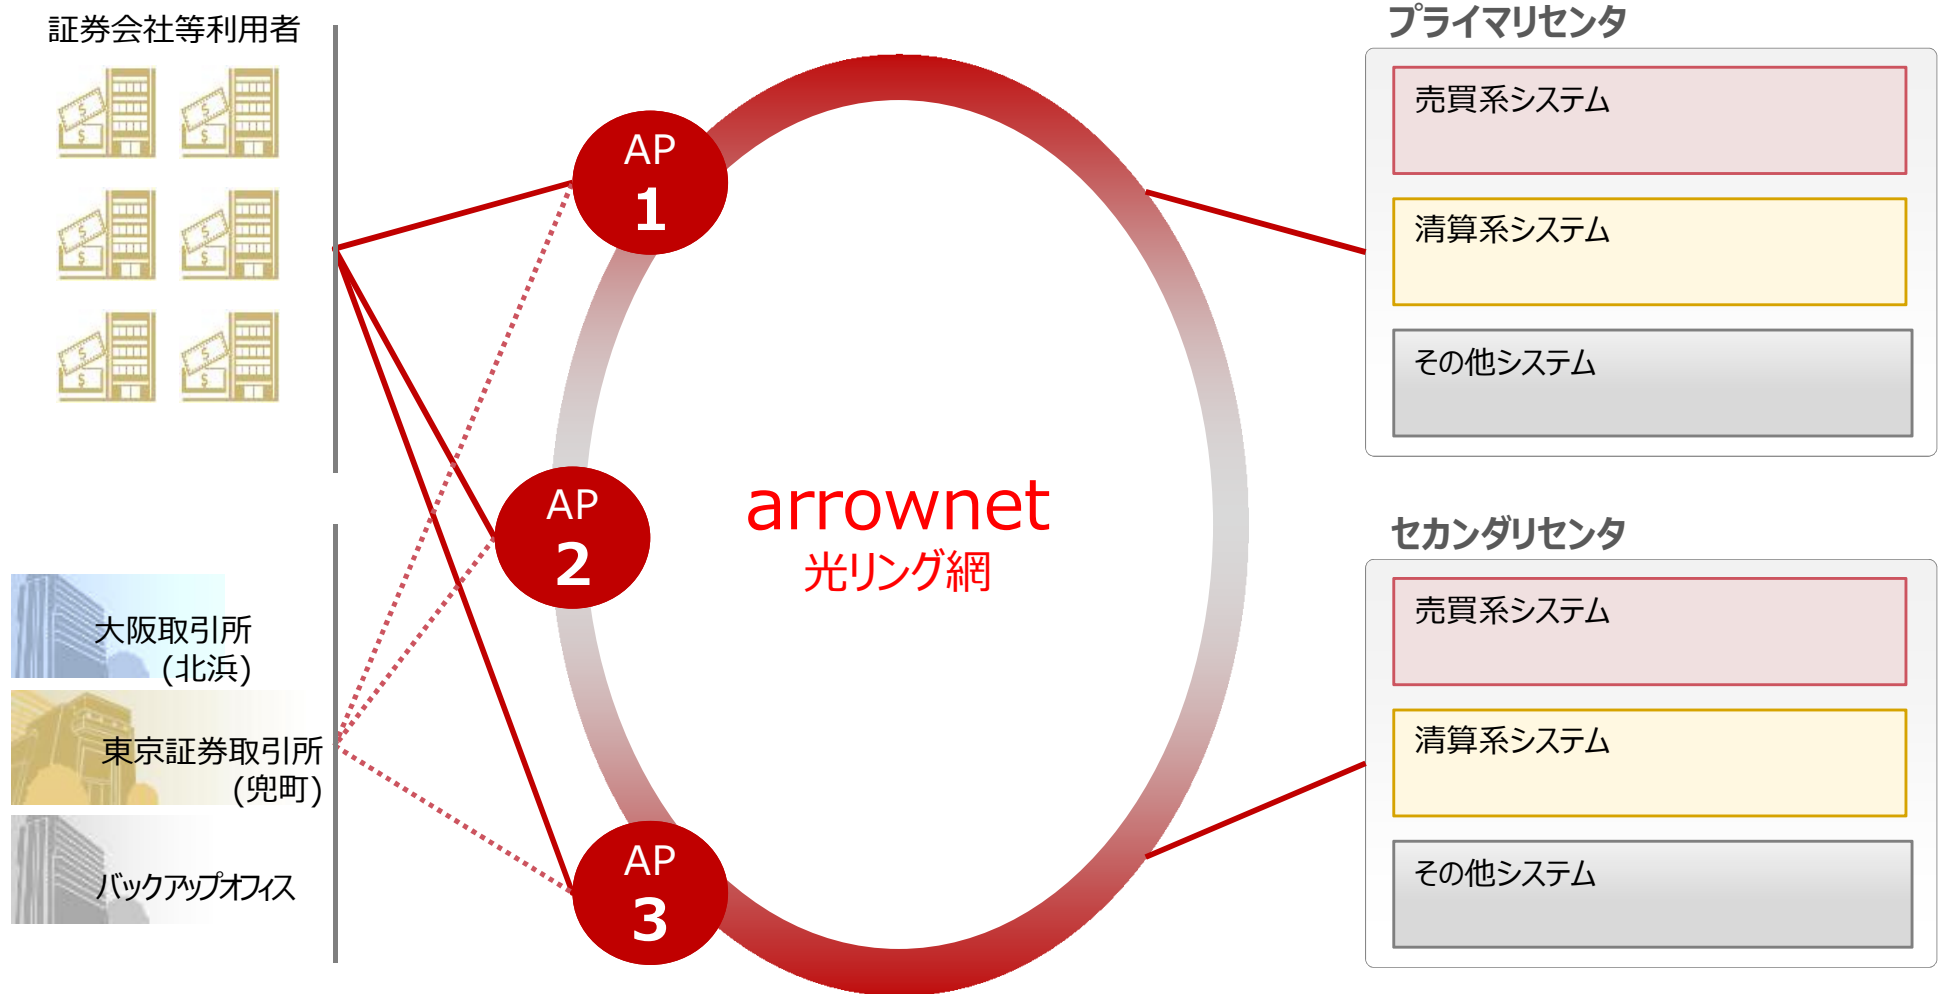 証券会社等利用者
大阪取引所
(北浜)
東京証券取引所
(兜町)
バックアップオフィス
AP
1
AP
2
AP
3
arrownet
光リング網
プライマリセンタ
売買系システム
清算系システム
その他システム
セカンダリセンタ
売買系システム
清算系システム
その他システム